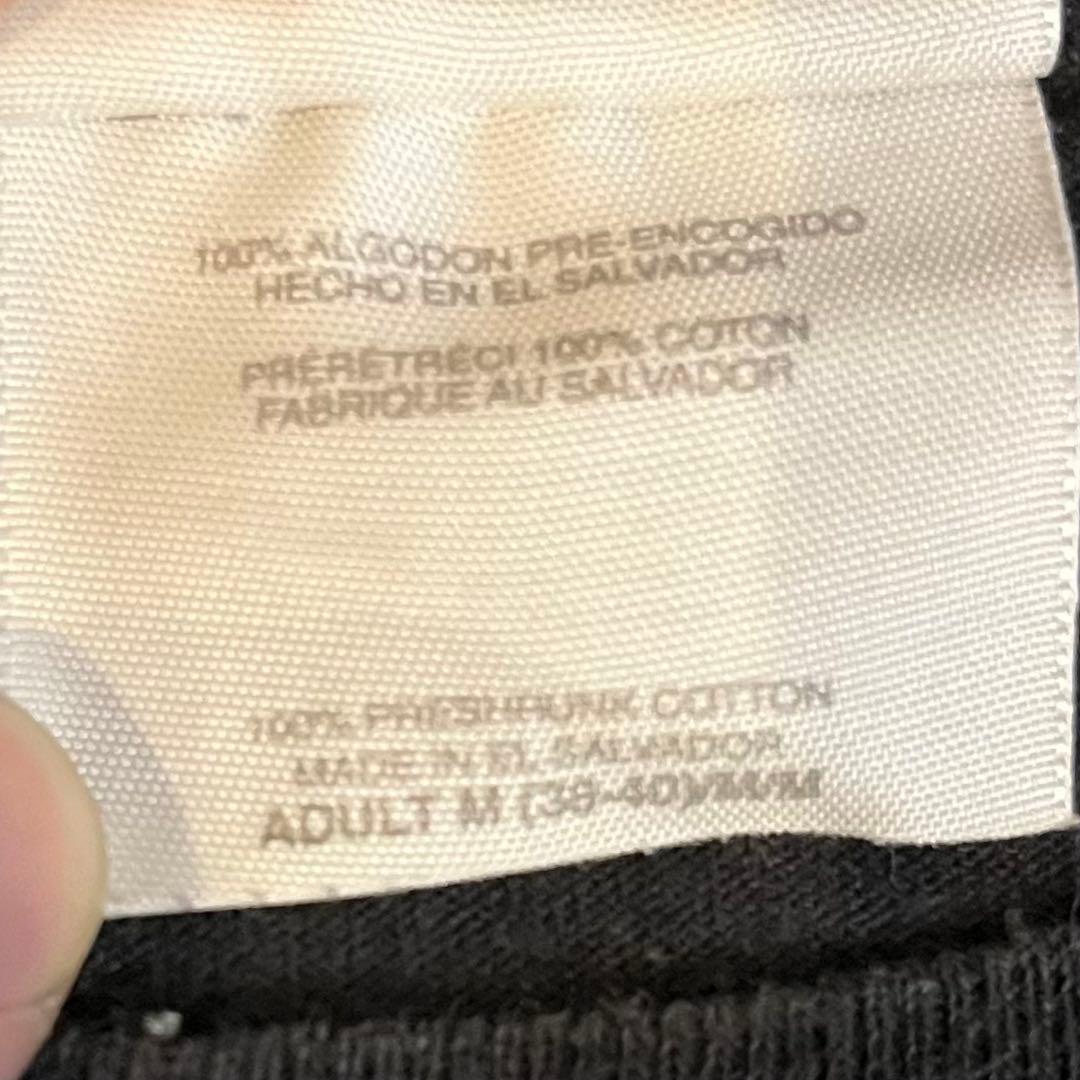 100% ALGODON PRE-ENCOGIDO
HECHO EN EL SALVADOR
PRÉRÉTRÉCI 100% COTON
FABRIQUE AU SALVADOR
100% PRESHRUNK COTTON
MADE IN EL SALVADOR
ADULT M (38-40)/M/M